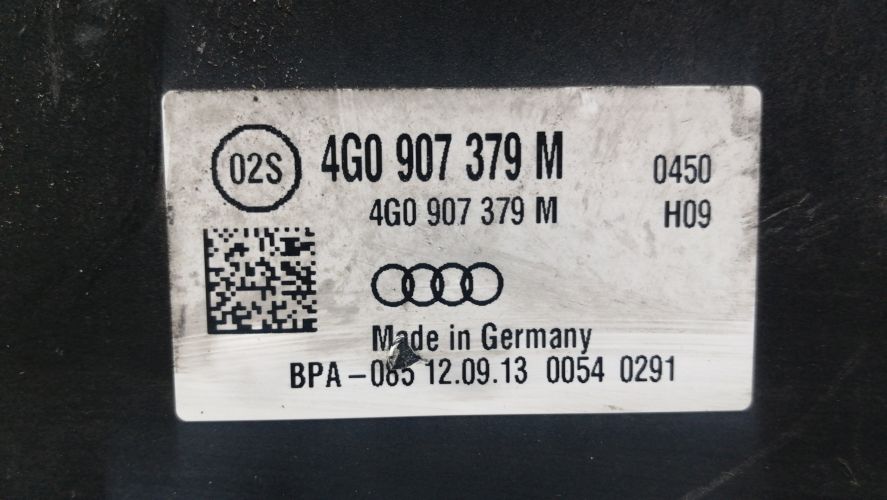 02S 4G0 907 379 M 0450
4G0 907 379 M H09
Made in Germany
BPA-085 12.09.13 0054 0291